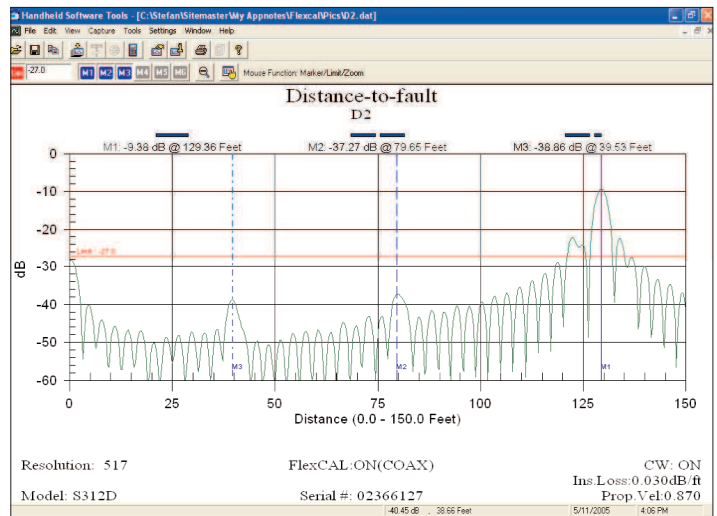 Handheld Software Tools - [C:\Stefan\Sitemaster\My Appnotes\Flexcal\Pics\D2.dat]
File Edit View Capture Tools Settings Window Help
-27.0 M1 M2 M3 M4 M5 M6 Mouse Function: Marker/Limit/Zoom
Distance-to-fault
D2
M1: -9.38 dB @ 129.36 Feet M2: -37.27 dB @ 79.65 Feet M3: -38.86 dB @ 39.53 Feet
0
-10
-20
Limit : -27.0
-30
dB
-40
-50
M3 M2 M1
-60
0 25 50 75 100 125 150
Distance (0.0 - 150.0 Feet)
Resolution: 517 FlexCAL:ON(COAX) CW: ON
Ins.Loss:0.030dB/ft
Model: S312D Serial #: 02366127 Prop.Vel:0.870
-40.45 dB , 38.66 Feet 5/11/2005 4:06 PM